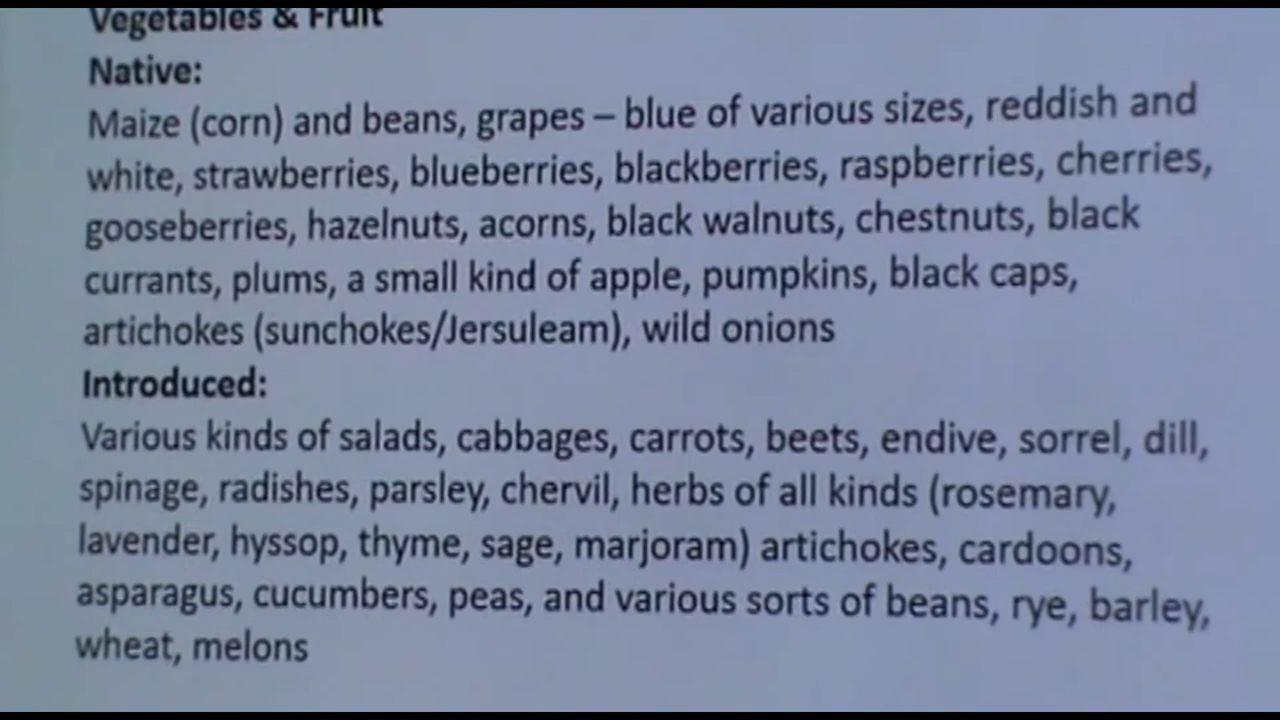 Vegetables & Fruit
Native:
Maize (corn) and beans, grapes – blue of various sizes, reddish and
white, strawberries, blueberries, blackberries, raspberries, cherries,
gooseberries, hazelnuts, acorns, black walnuts, chestnuts, black
currants, plums, a small kind of apple, pumpkins, black caps,
artichokes (sunchokes/Jersuleam), wild onions
Introduced:
Various kinds of salads, cabbages, carrots, beets, endive, sorrel, dill,
spinage, radishes, parsley, chervil, herbs of all kinds (rosemary,
lavender, hyssop, thyme, sage, marjoram) artichokes, cardoons,
asparagus, cucumbers, peas, and various sorts of beans, rye, barley,
wheat, melons